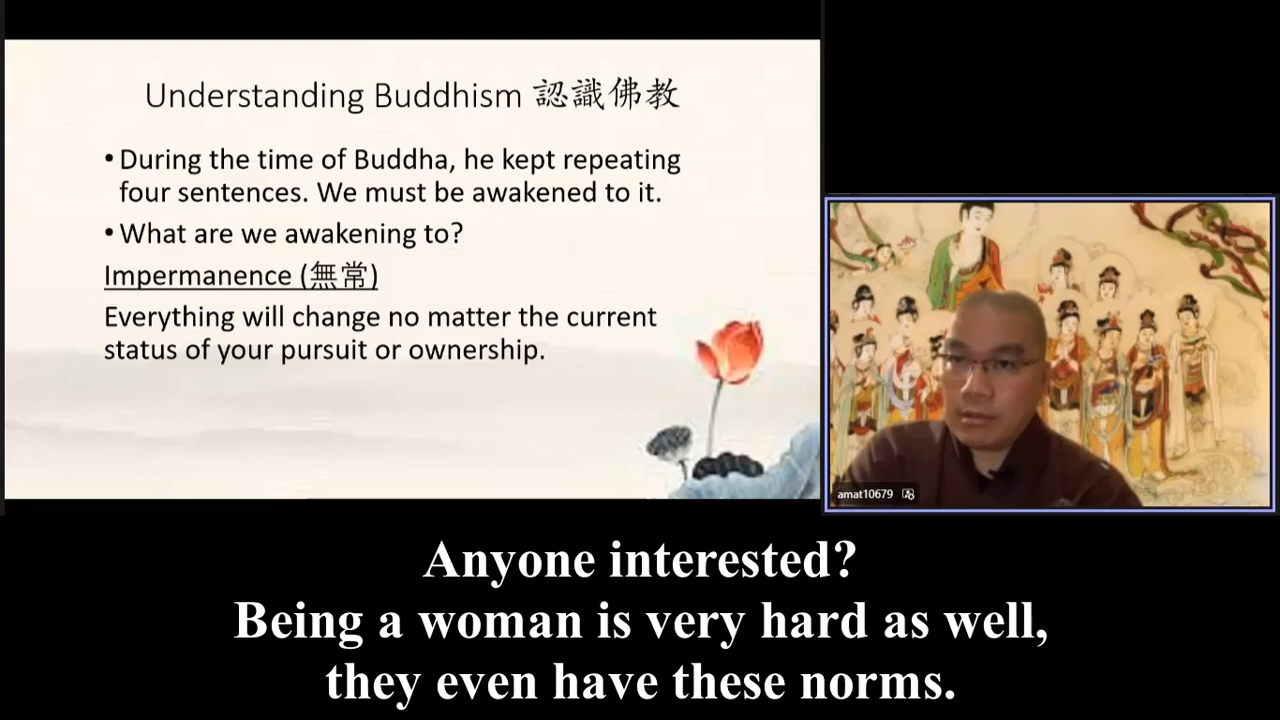 Understanding Buddhism 認識佛教
•During the time of Buddha, he kept repeating
four sentences. We must be awakened to it.
•What are we awakening to?
Impermanence (無常)
Everything will change no matter the current
status of your pursuit or ownership.
amat10679
Anyone interested?
Being a woman is very hard as well,
they even have these norms.